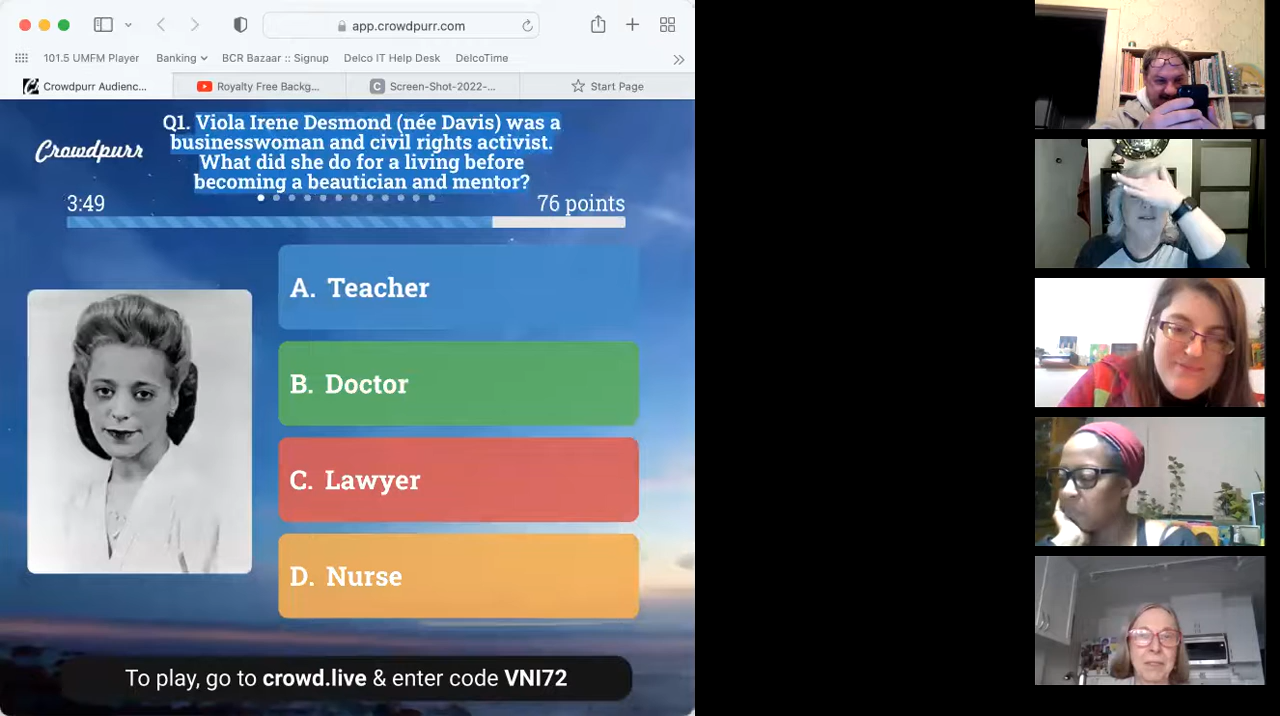 app.crowdpurr.com
101.5 UMFM Player
Banking
BCR Bazaar :: Signup
Delco IT Help Desk
DelcoTime
Crowdpurr Audienc...
Royalty Free Backg...
C
Screen-Shot-2022-...
Start Page
Crowdpurr
Q1. Viola Irene Desmond (née Davis) was a
businesswoman and civil rights activist.
What did she do for a living before
becoming a beautician and mentor?
3:49
76 points
A. Teacher
B. Doctor
C. Lawyer
D. Nurse
To play, go to crowd.live & enter code VNI72